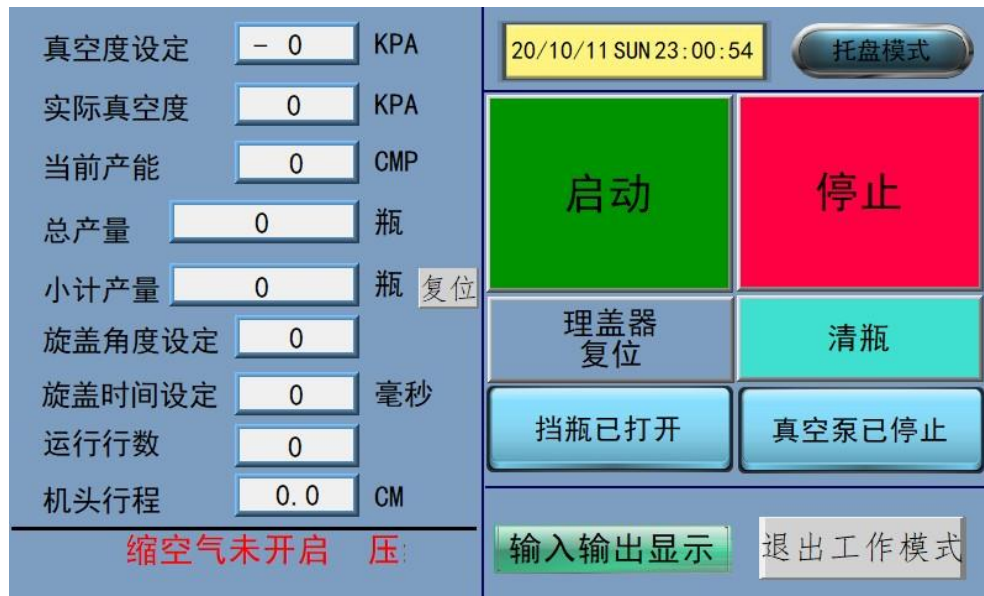 真空度设定 - 0 KPA
实际真空度 0 KPA
当前产能 0 CMP
总产量 0 瓶
小计产量 0 瓶 复位
旋盖角度设定 0
旋盖时间设定 0 毫秒
运行行数 0
机头行程 0.0 CM
缩空气未开启 压
20/10/11 SUN 23:00:54 托盘模式
启动 停止
理盖器
复位
清瓶
挡瓶已打开 真空泵已停止
输入输出显示 退出工作模式